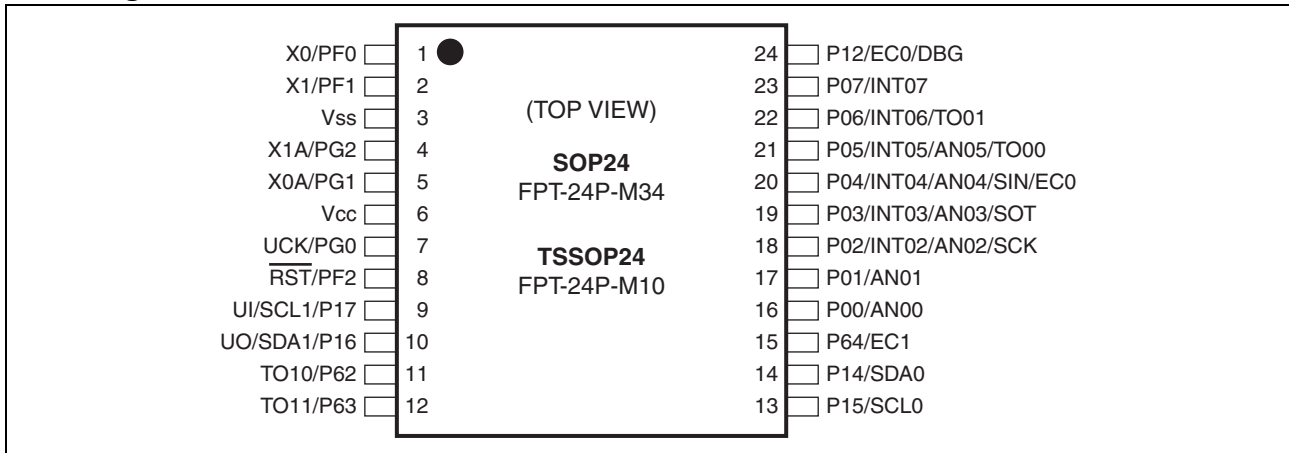 X0/PF0 1 24 P12/EC0/DBG
X1/PF1 2 23 P07/INT07
Vss 3 (TOP VIEW) 22 P06/INT06/TO01
X1A/PG2 4 21 P05/INT05/AN05/TO00
SOP24
X0A/PG1 5 20 P04/INT04/AN04/SIN/EC0
FPT-24P-M34
Vcc 6 19 P03/INT03/AN03/SOT
UCK/PG0 7 18 P02/INT02/AN02/SCK
TSSOP24
RST/PF2 8 17 P01/AN01
FPT-24P-M10
UI/SCL1/P17 9 16 P00/AN00
UO/SDA1/P16 10 15 P64/EC1
TO10/P62 11 14 P14/SDA0
TO11/P63 12 13 P15/SCL0